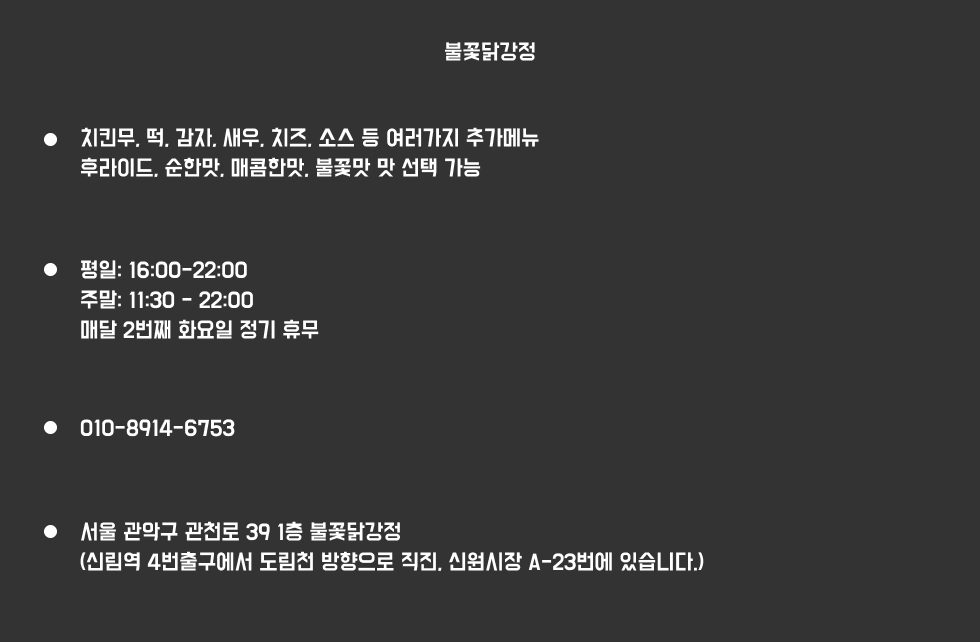 불꽃닭강정
치킨무, 떡, 감자, 새우, 치즈, 소스 등 여러가지 추가메뉴
후라이드, 순한맛, 매콤한맛, 불꽃맛 맛 선택 가능
평일: 16:00-22:00
주말: 11:30 - 22:00
매달 2번째 화요일 정기 휴무
010-8914-6753
서울 관악구 관천로 39 1층 불꽃닭강정
(신림역 4번출구에서 도림천 방향으로 직진, 신원시장 A-23번에 있습니다.)